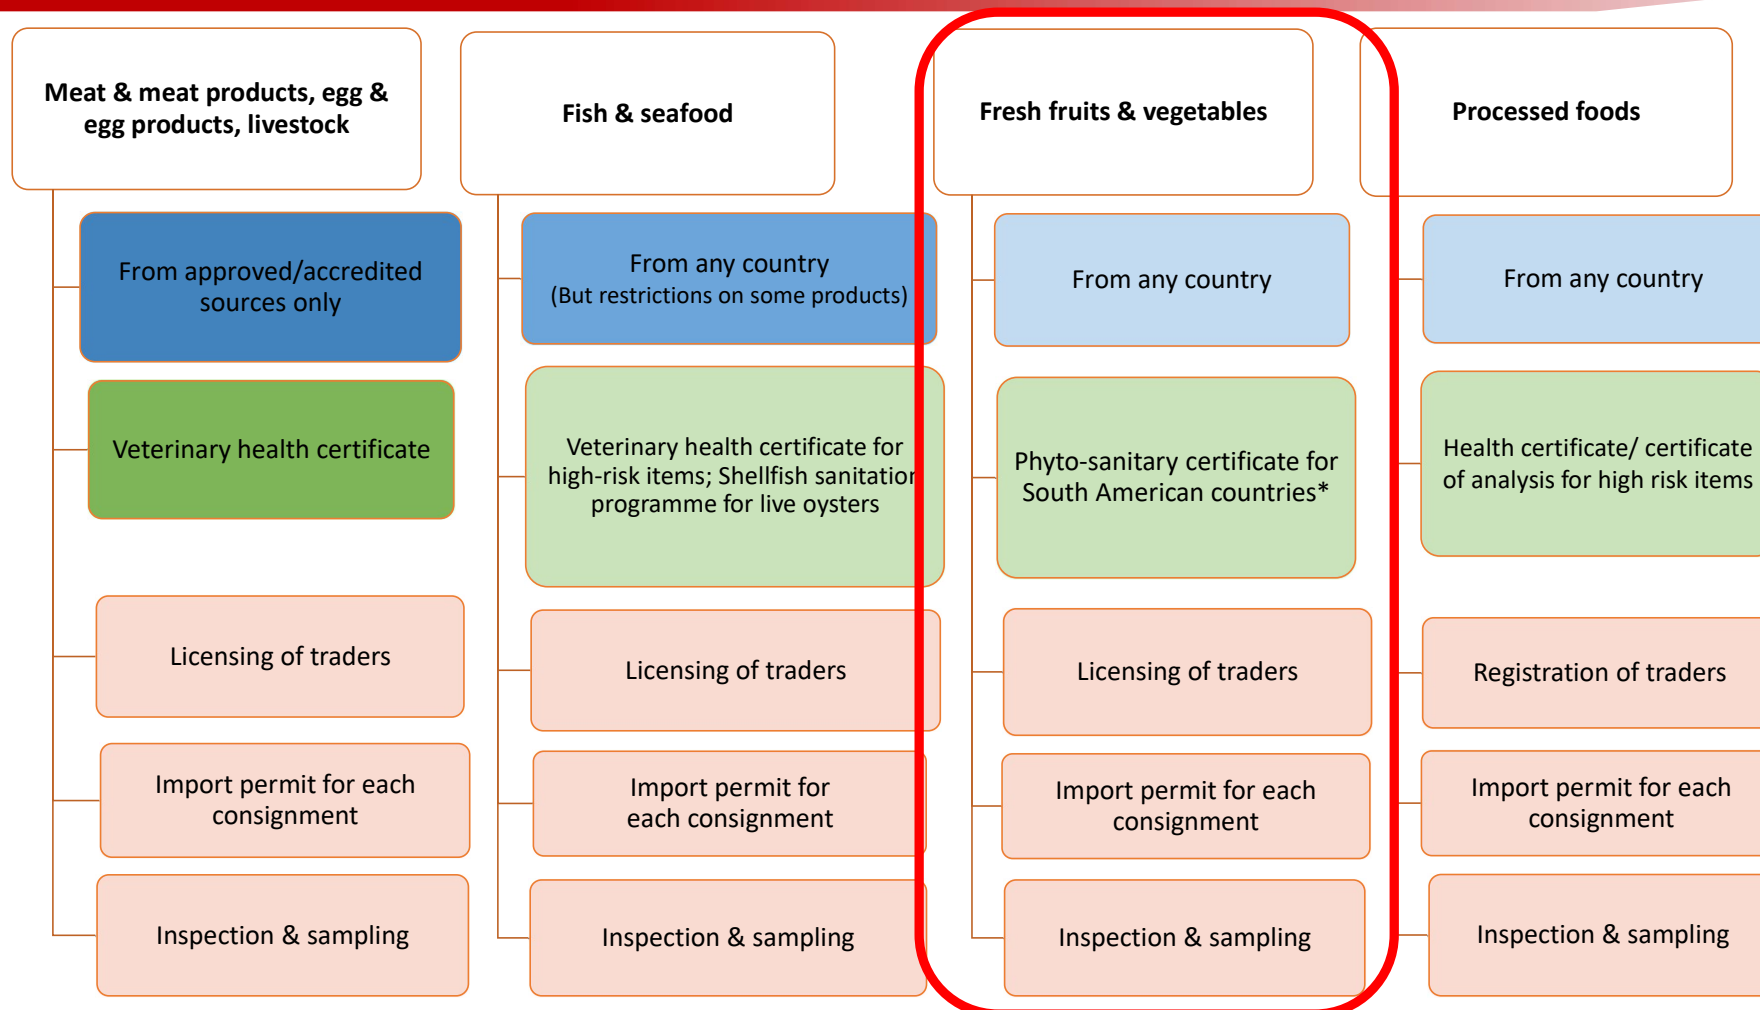 Meat & meat products, egg &
egg products, livestock
From approved/accredited
sources only
Veterinary health certificate
Licensing of traders
Import permit for each
consignment
Inspection & sampling
Fish & seafood
From any country
(But restrictions on some products)
Veterinary health certificate for
high-risk items; Shellfish sanitation
programme for live oysters
Licensing of traders
Import permit for
each consignment
Inspection & sampling
Fresh fruits & vegetables
From any country
Phyto-sanitary certificate for
South American countries*
Licensing of traders
Import permit for each
consignment
Inspection & sampling
Processed foods
From any country
Health certificate/ certificate
of analysis for high risk items
Registration of traders
Import permit for each
consignment
Inspection & sampling